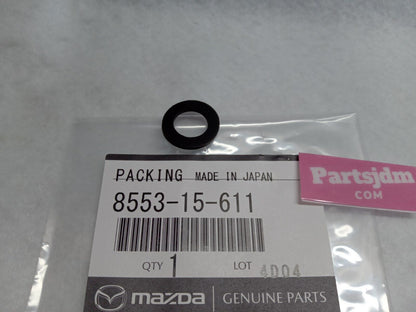 PACKING MADE IN JAPAN
8553-15-611
QTY 1 LOT 4D04
mazda GENUINE PARTS
Partsjdm
COM